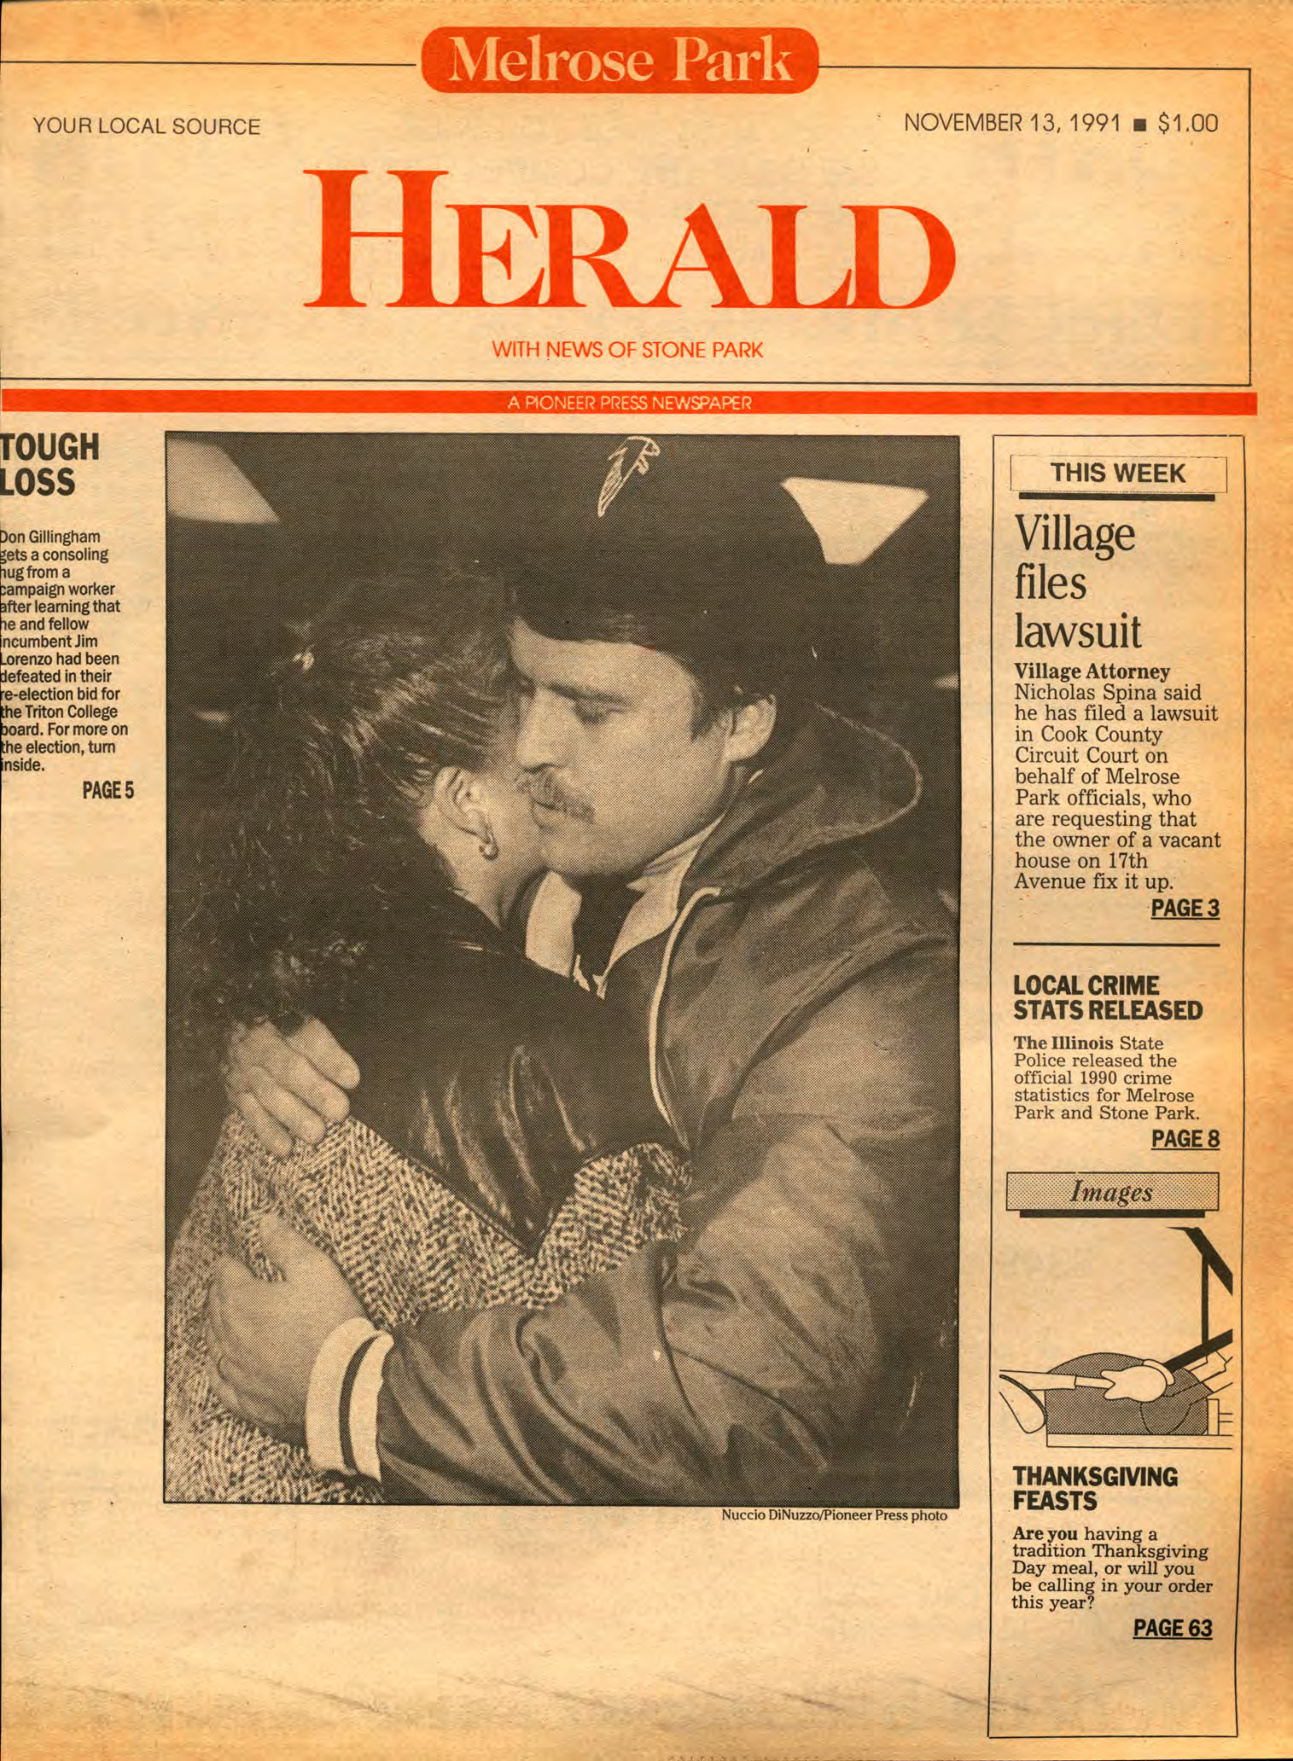 Melrose Park
YOUR LOCAL SOURCE
NOVEMBER 13, 1991 ■ $1.00
HERALD
WITH NEWS OF STONE PARK
A PIONEER PRESS NEWSPAPER
TOUGH
LOSS
Don Gillingham
gets a consoling
hug from a
campaign worker
after learning that
he and fellow
incumbent Jim
Lorenzo had been
defeated in their
re-election bid for
the Triton College
board. For more on
the election, turn
inside.
PAGE 5
Nuccio DiNuzzo/Pioneer Press photo
THIS WEEK
Village
files
lawsuit
Village Attorney
Nicholas Spina said
he has filed a lawsuit
in Cook County
Circuit Court on
behalf of Melrose
Park officials, who
are requesting that
the owner of a vacant
house on 17th
Avenue fix it up.
PAGE 3
LOCAL CRIME
STATS RELEASED
The Illinois State
Police released the
official 1990 crime
statistics for Melrose
Park and Stone Park.
PAGE 8
Images
THANKSGIVING
FEASTS
Are you having a
tradition Thanksgiving
Day meal, or will you
be calling in your order
this year?
PAGE 63